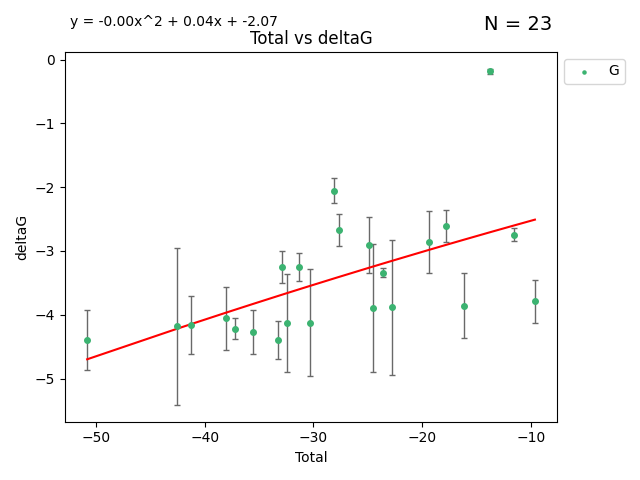 y = -0.00x^2 + 0.04x + -2.07
N = 23
Total vs deltaG
G
0
−1
−2
−3
−4
−5
deltaG
−50
−40
−30
−20
−10
Total